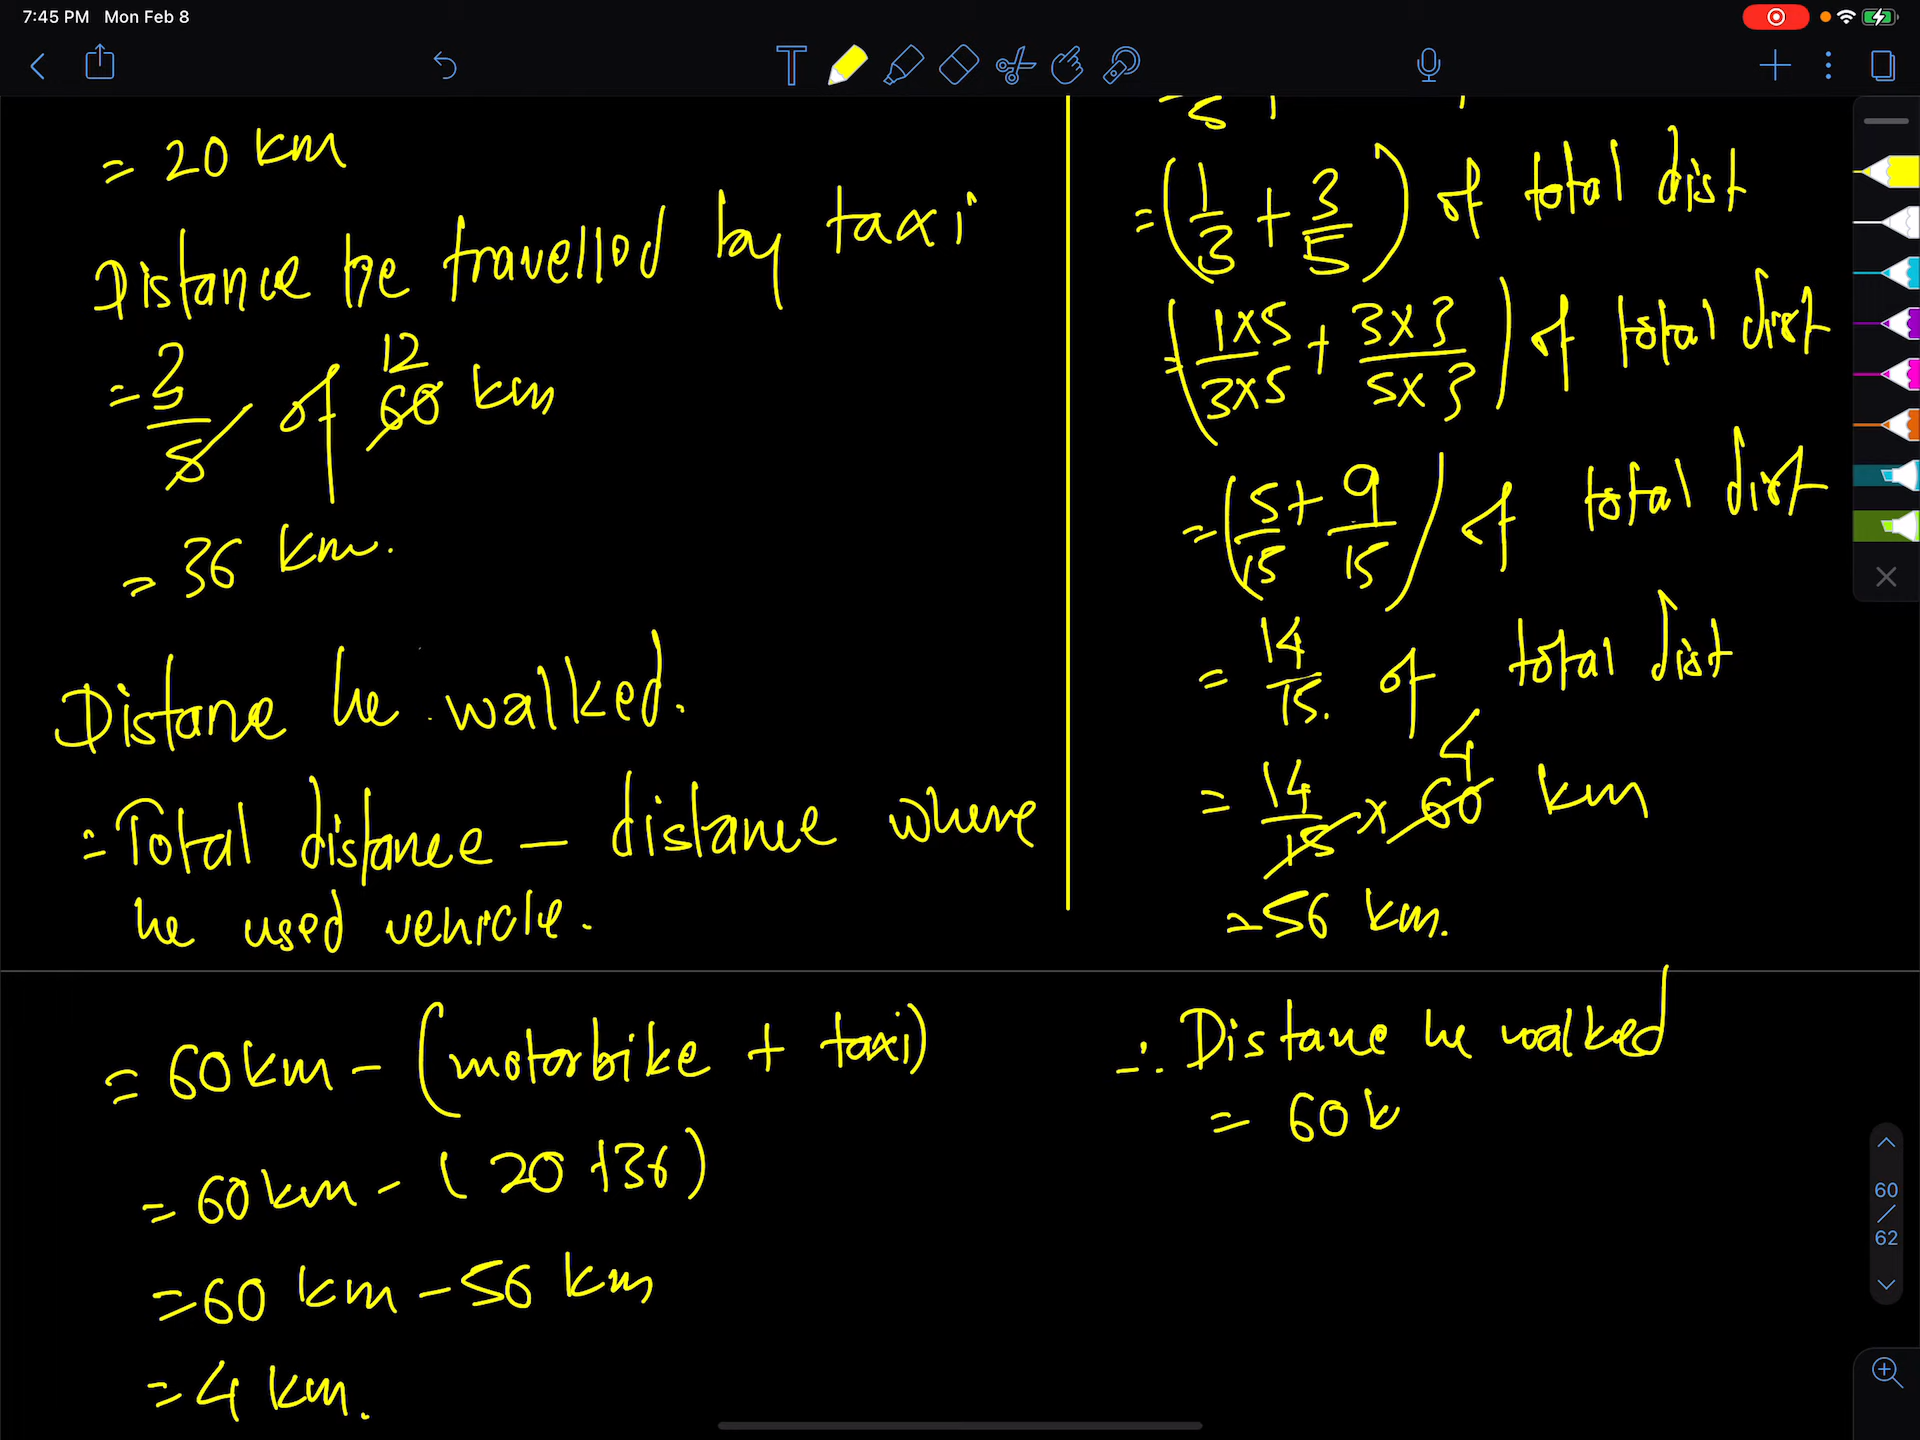 7:45 PM Mon Feb 8
= 20 km
Distance he travelled by taxi
= 3/5 of 60 km
12
= 36 km.
Distane he walked.
= Total distance - distance where
he used vehicle.
= 60 km - (motorbike + taxi)
= 60 km - (20 + 36)
= 60 km - 56 km
= 4 km.
= (1/3 + 3/5) of total dist
= (1x5/3x5 + 3x3/5x3) of total dist
= (5/15 + 9/15) of total dist
= 14/15 of total dist
4
= 14/15 x 60 km
= 56 km.
∴ Distane he walked
= 60 k
60
/
62